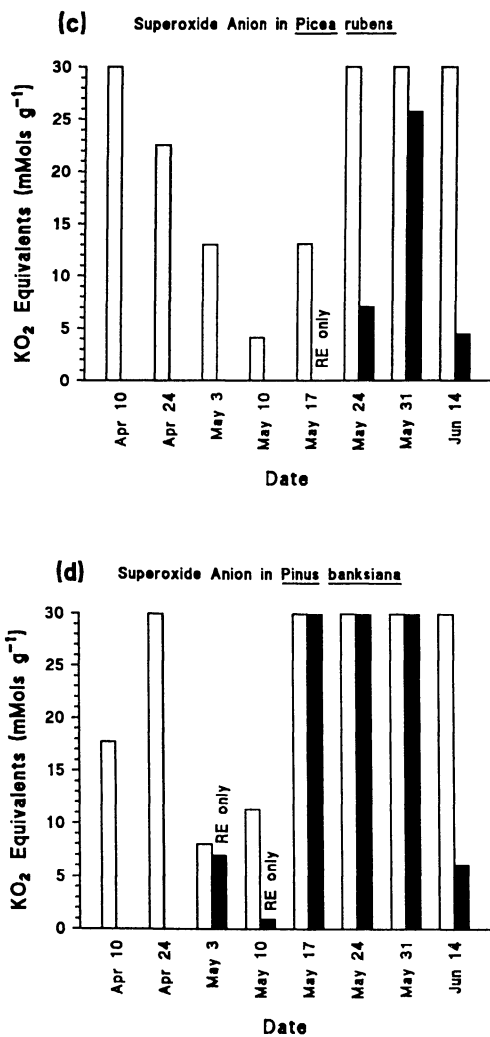 (c) Superoxide Anion in Picea rubens
KO₂ Equivalents (mMols g⁻¹)
30
25
20
15
10
5
0
RE only
Apr 10
Apr 24
May 3
May 10
May 17
May 24
May 31
Jun 14
Date
(d) Superoxide Anion in Pinus banksiana
KO₂ Equivalents (mMols g⁻¹)
30
25
20
15
10
5
0
RE only
RE only
Apr 10
Apr 24
May 3
May 10
May 17
May 24
May 31
Jun 14
Date